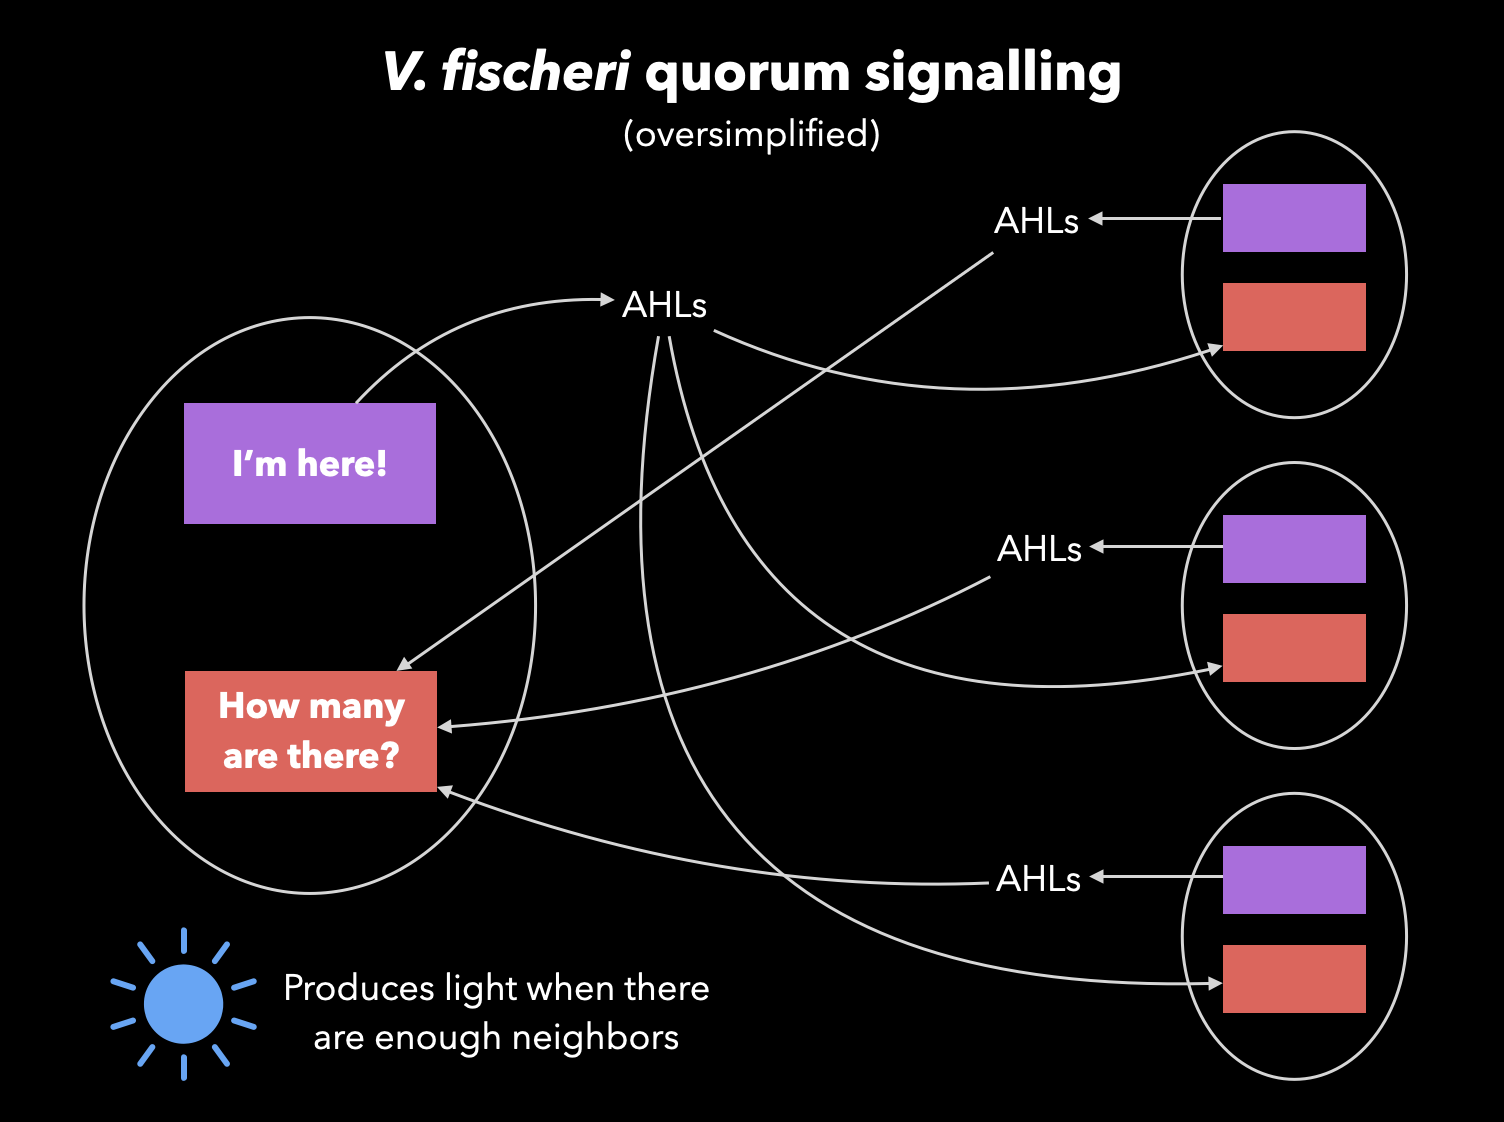 V. fischeri quorum signalling
(oversimplified)
AHLs
AHLs
I’m here!
AHLs
How many
are there?
AHLs
Produces light when there
are enough neighbors